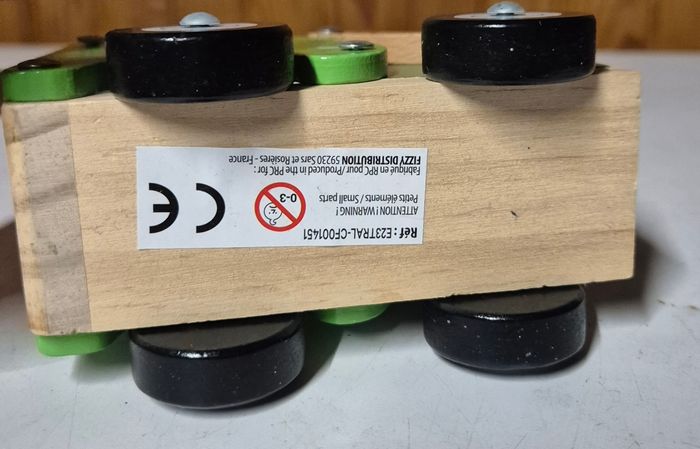 Réf : E23TRAL-CF001451
ATTENTION WARNING !
Petits éléments / Small parts
0-3
CE
Fabriqué en RPC pour /Produced in the PRC for :
FIZZY DISTRIBUTION 59230 Sars et Rosières - France